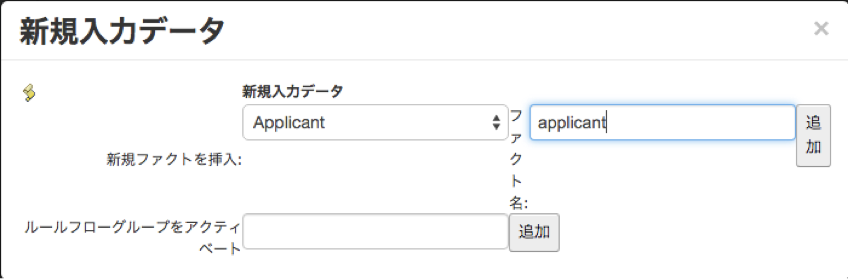 新規入力データ
×
新規入力データ
Applicant
ファクト名:
applicant
追加
新規ファクトを挿入:
ルールフローグループをアクティ
ベート
追加